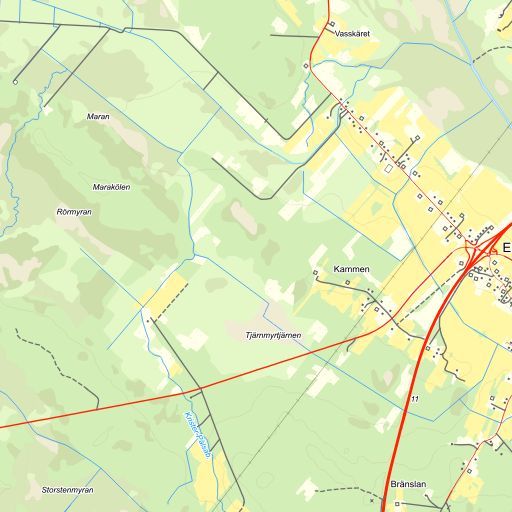 Vasskäret
Maran
Marakölen
Rörmyran
E
Kammen
Tjärnmyrtjärnen
11
Bränslan
Storstenmyran